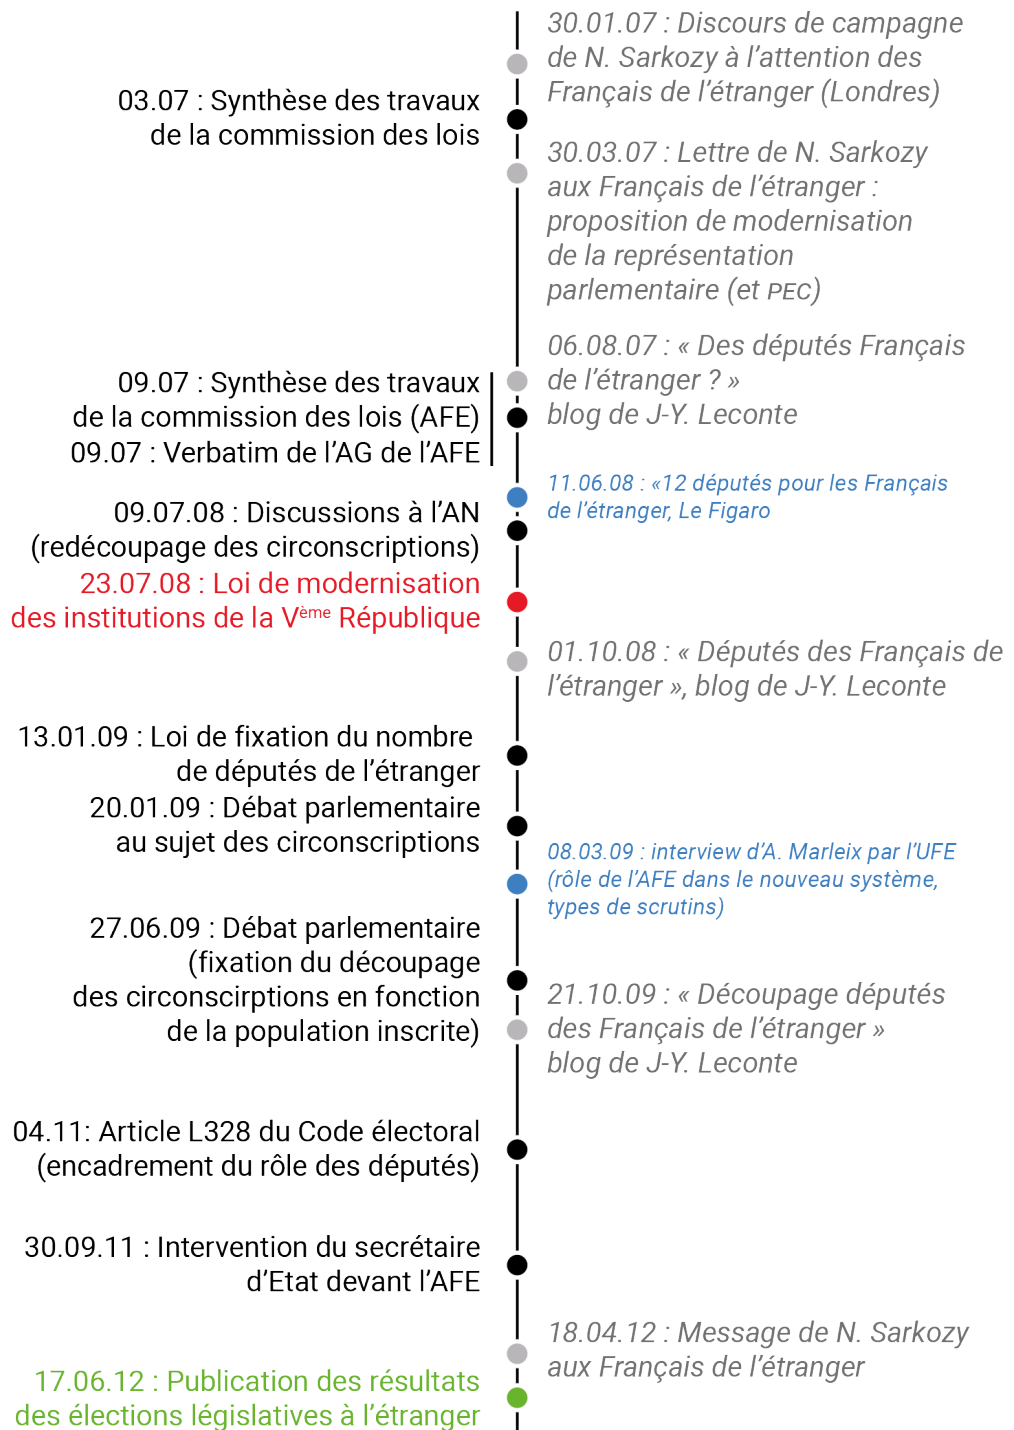 30.01.07 : Discours de campagne
de N. Sarkozy à l’attention des
Français de l’étranger (Londres)
03.07 : Synthèse des travaux
de la commission des lois
30.03.07 : Lettre de N. Sarkozy
aux Français de l’étranger :
proposition de modernisation
de la représentation
parlementaire (et PEC)
06.08.07 : « Des députés Français
de l’étranger ? »
blog de J-Y. Leconte
09.07 : Synthèse des travaux
de la commission des lois (AFE)
09.07 : Verbatim de l’AG de l’AFE
11.06.08 : «12 députés pour les Français
de l’étranger, Le Figaro
09.07.08 : Discussions à l’AN
(redécoupage des circonscriptions)
23.07.08 : Loi de modernisation
des institutions de la Vème République
01.10.08 : « Députés des Français de
l’étranger », blog de J-Y. Leconte
13.01.09 : Loi de fixation du nombre
de députés de l’étranger
20.01.09 : Débat parlementaire
au sujet des circonscriptions
08.03.09 : interview d’A. Marleix par l’UFE
(rôle de l’AFE dans le nouveau système,
types de scrutins)
27.06.09 : Débat parlementaire
(fixation du découpage
des circonscirptions en fonction
de la population inscrite)
21.10.09 : « Découpage députés
des Français de l’étranger »
blog de J-Y. Leconte
04.11: Article L328 du Code électoral
(encadrement du rôle des députés)
30.09.11 : Intervention du secrétaire
d’Etat devant l’AFE
18.04.12 : Message de N. Sarkozy
aux Français de l’étranger
17.06.12 : Publication des résultats
des élections législatives à l’étranger